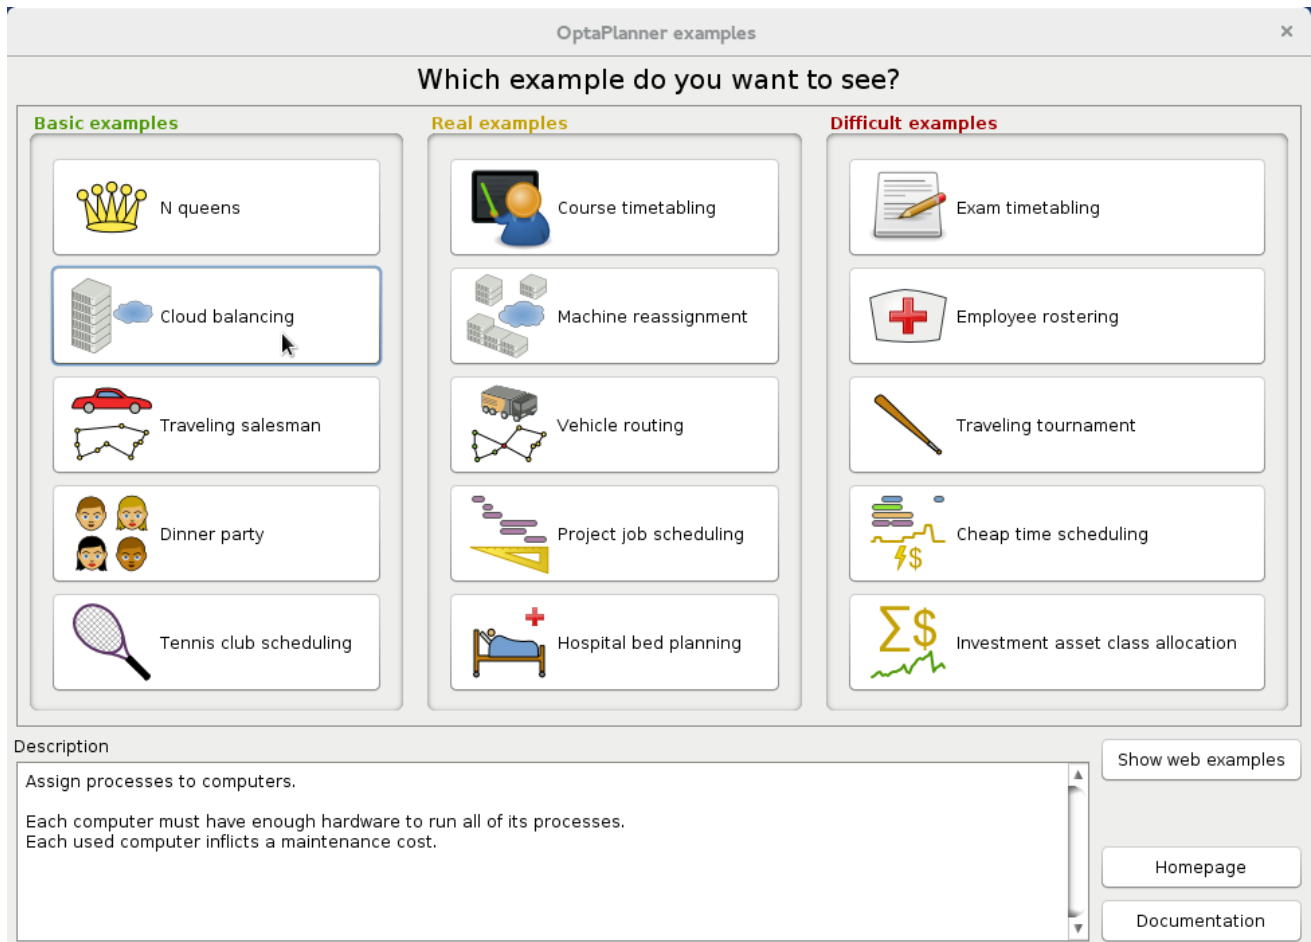 OptaPlanner examples
Which example do you want to see?
Basic examples
N queens
Cloud balancing
Traveling salesman
Dinner party
Tennis club scheduling
Real examples
Course timetabling
Machine reassignment
Vehicle routing
Project job scheduling
Hospital bed planning
Difficult examples
Exam timetabling
Employee rostering
Traveling tournament
Cheap time scheduling
Σ$
Investment asset class allocation
Description
Assign processes to computers.
Each computer must have enough hardware to run all of its processes.
Each used computer inflicts a maintenance cost.
Show web examples
Homepage
Documentation